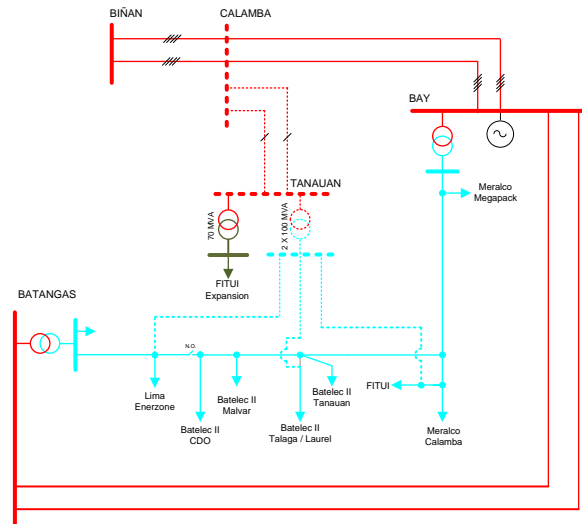 BIÑAN
CALAMBA
BAY
TANAUAN
Meralco
Megapack
70 MVA
2 X 100 MVA
FITUI
Expansion
BATANGAS
N.O.
Lima
Enerzone
Batelec II
CDO
Batelec II
Malvar
Batelec II
Talaga / Laurel
Batelec II
Tanauan
FITUI
Meralco
Calamba